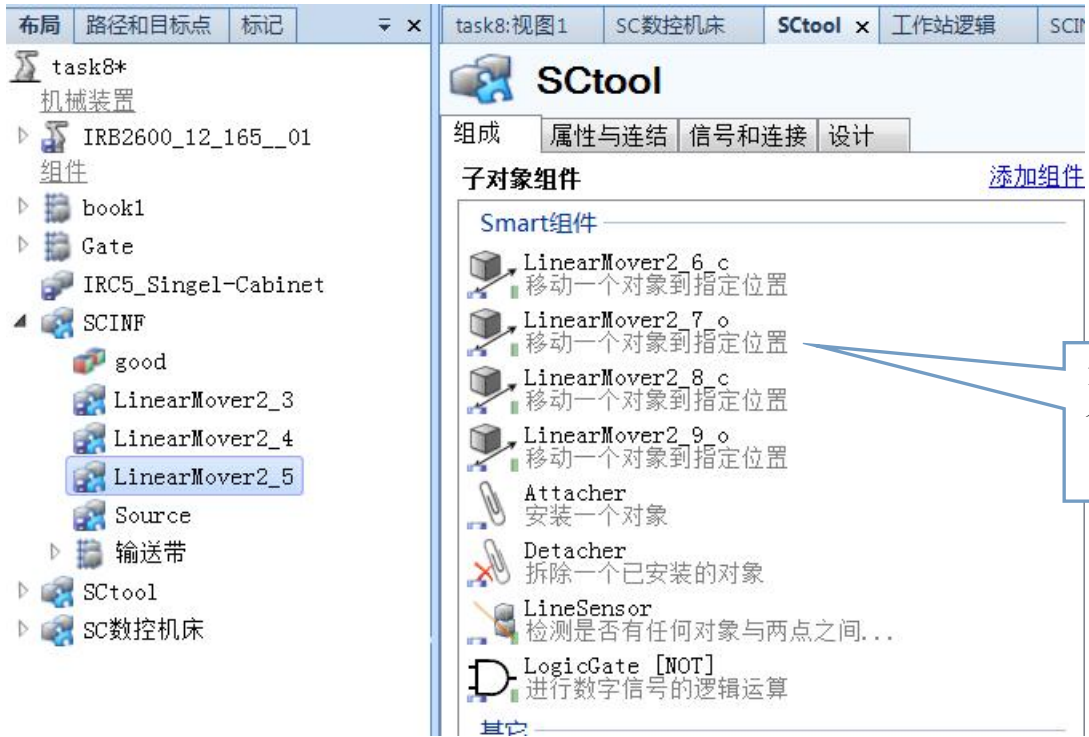 布局 路径和目标点 标记
task8*
机械装置
IRB2600_12_165__01
组件
book1
Gate
IRC5_Singel-Cabinet
SCINF
good
LinearMover2_3
LinearMover2_4
LinearMover2_5
Source
输送带
SCtool
SC数控机床
task8:视图1 SC数控机床 SCtool x 工作站逻辑
SCtool
组成 属性与连结 信号和连接 设计
子对象组件 添加组件
Smart组件
LinearMover2_6_c
移动一个对象到指定位置
LinearMover2_7_o
移动一个对象到指定位置
LinearMover2_8_c
移动一个对象到指定位置
LinearMover2_9_o
移动一个对象到指定位置
Attacher
安装一个对象
Detacher
拆除一个已安装的对象
LineSensor
检测是否有任何对象与两点之间...
LogicGate [NOT]
进行数字信号的逻辑运算
其它